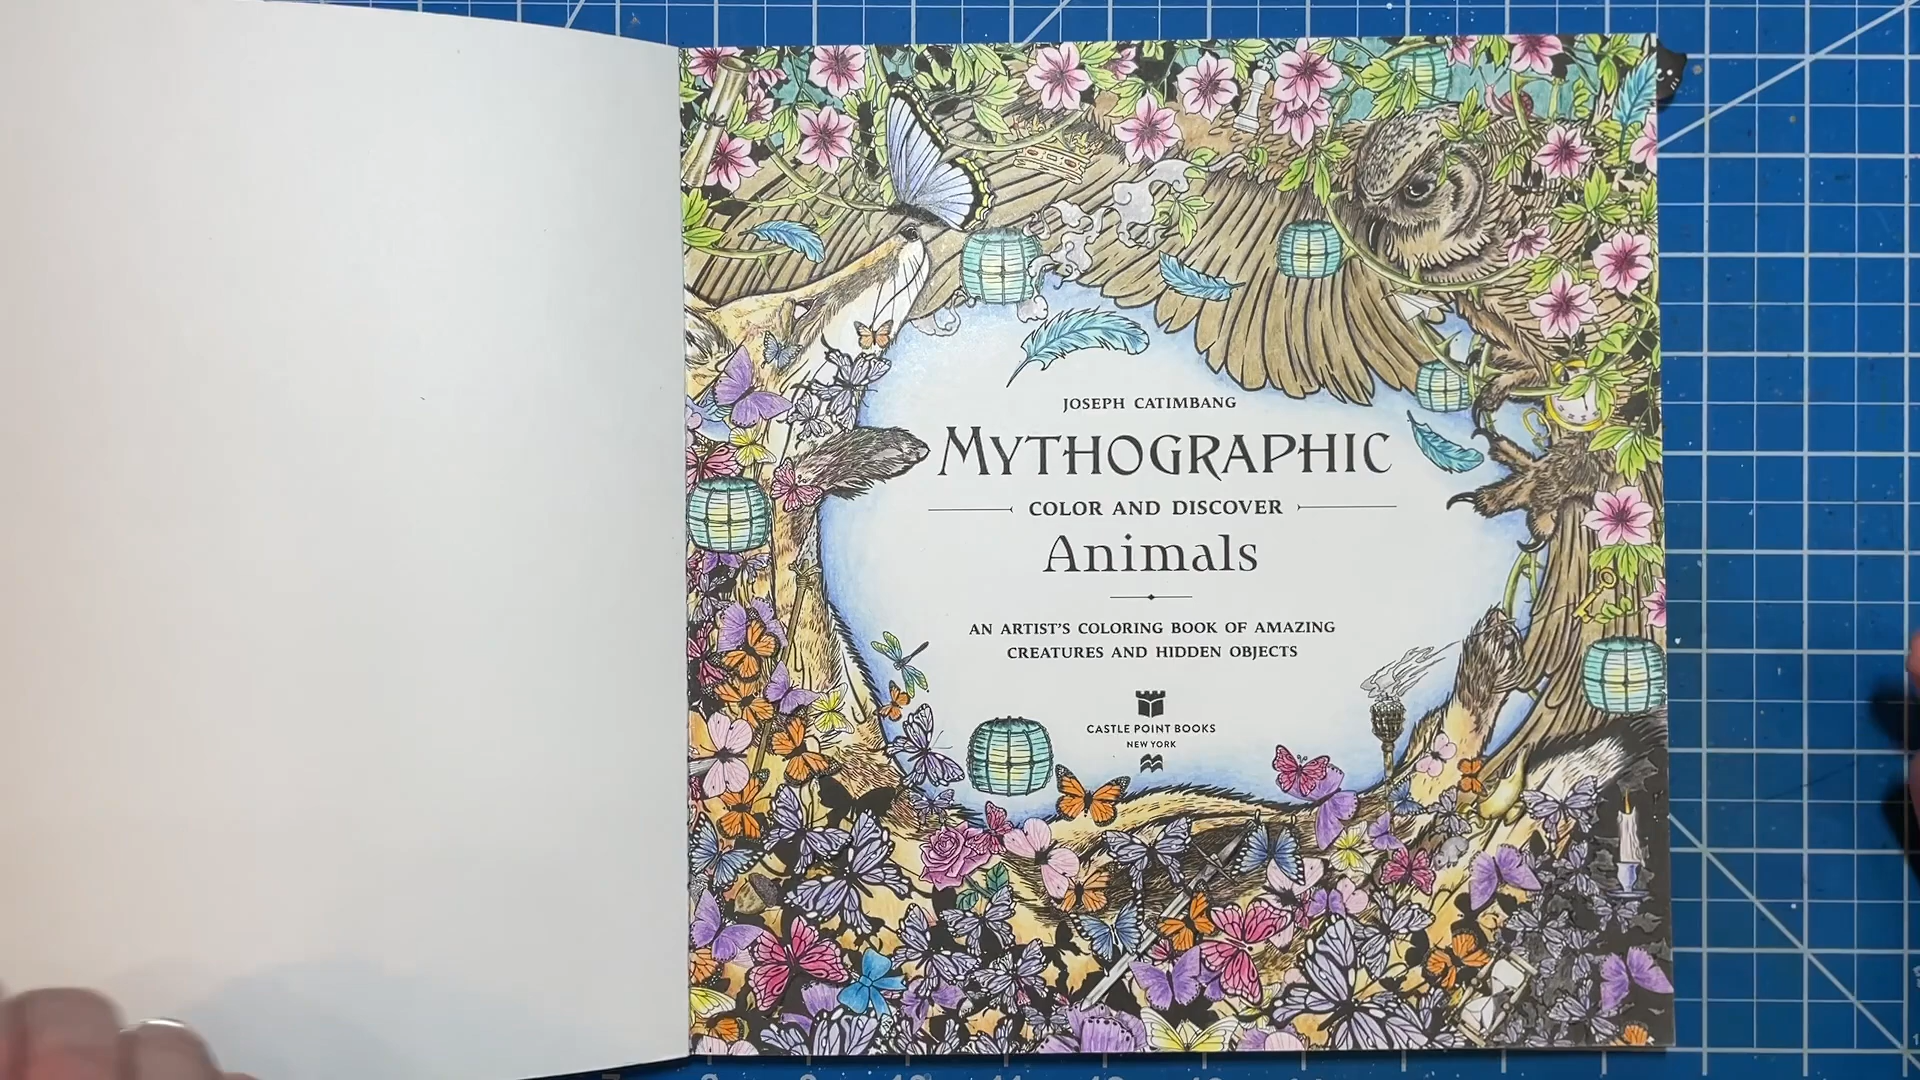 JOSEPH CATIMBANG
MYTHOGRAPHIC
COLOR AND DISCOVER
Animals
AN ARTIST'S COLORING BOOK OF AMAZING
CREATURES AND HIDDEN OBJECTS
CASTLE POINT BOOKS
NEW YORK